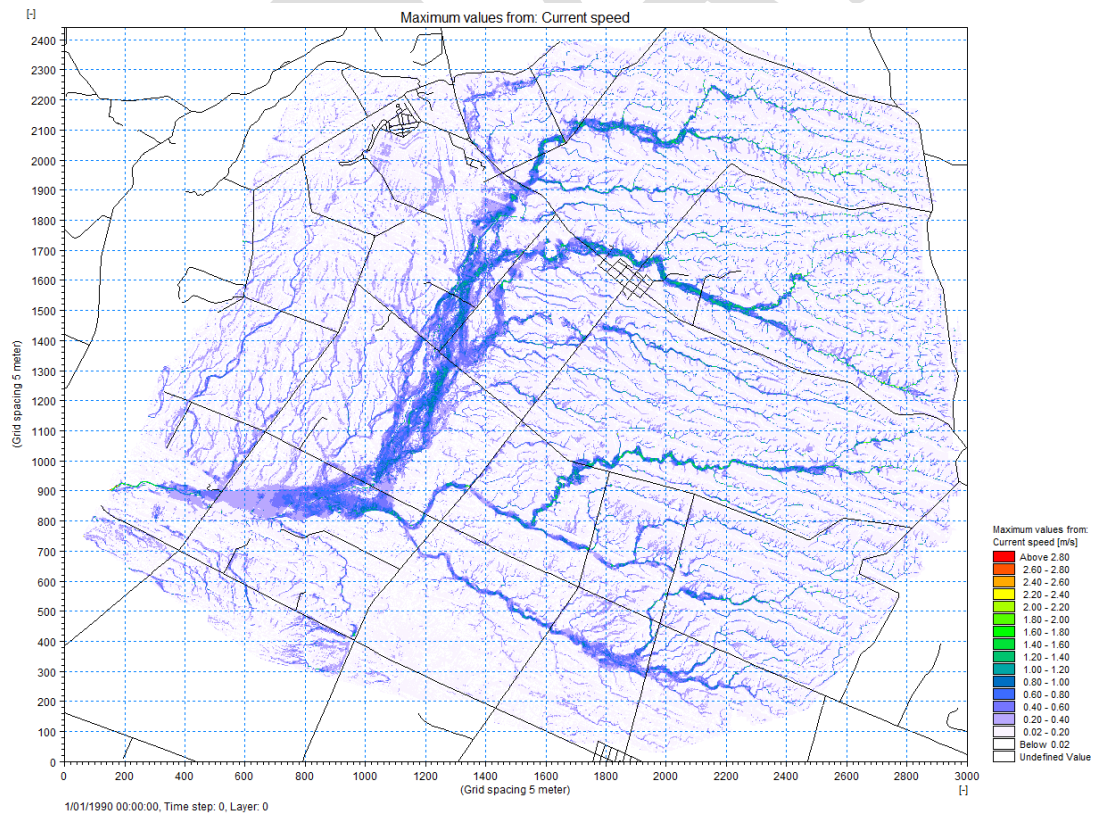 Maximum values from: Current speed
[-]
2400
2300
2200
2100
2000
1900
1800
1700
1600
1500
1400
1300
1200
1100
1000
900
800
700
600
500
400
300
200
100
0
(Grid spacing 5 meter)
0 200 400 600 800 1000 1200 1400 1600 1800 2000 2200 2400 2600 2800 3000
(Grid spacing 5 meter)
[-]
1/01/1990 00:00:00, Time step: 0, Layer: 0
Maximum values from:
Current speed [m/s]
Above 2.80
2.60 - 2.80
2.40 - 2.60
2.20 - 2.40
2.00 - 2.20
1.80 - 2.00
1.60 - 1.80
1.40 - 1.60
1.20 - 1.40
1.00 - 1.20
0.80 - 1.00
0.60 - 0.80
0.40 - 0.60
0.20 - 0.40
0.02 - 0.20
Below 0.02
Undefined Value